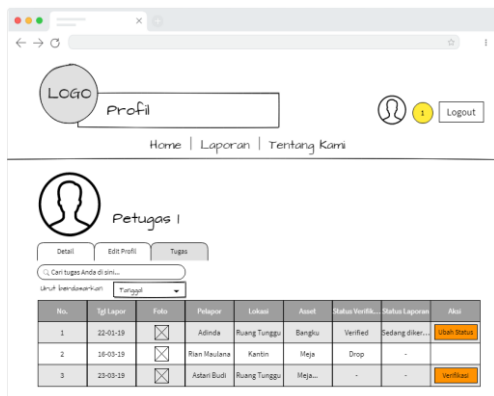 LOGO
Profil
1
Logout
Home | Laporan | Tentang Kami
Petugas 1
Detail Edit Profil Tugas
Cari tugas Anda di sini...
Urut berdasarkan Tanggal
No. Tgl Lapor Foto Pelapor Lokasi Asset Status Verifik... Status Laporan Aksi
1 22-01-19 Adinda Ruang Tunggu Bangku Verified Sedang diker.... Ubah Status
2 16-03-19 Rian Maulana Kantin Meja Drop -
3 23-03-19 Astari Budi Ruang Tunggu Meja... - - Verifikasi